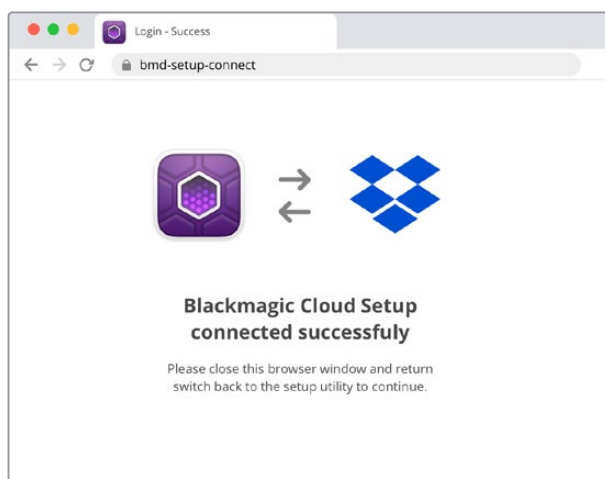 Login - Success
bmd-setup-connect
Blackmagic Cloud Setup
connected successfuly
Please close this browser window and return
switch back to the setup utility to continue.